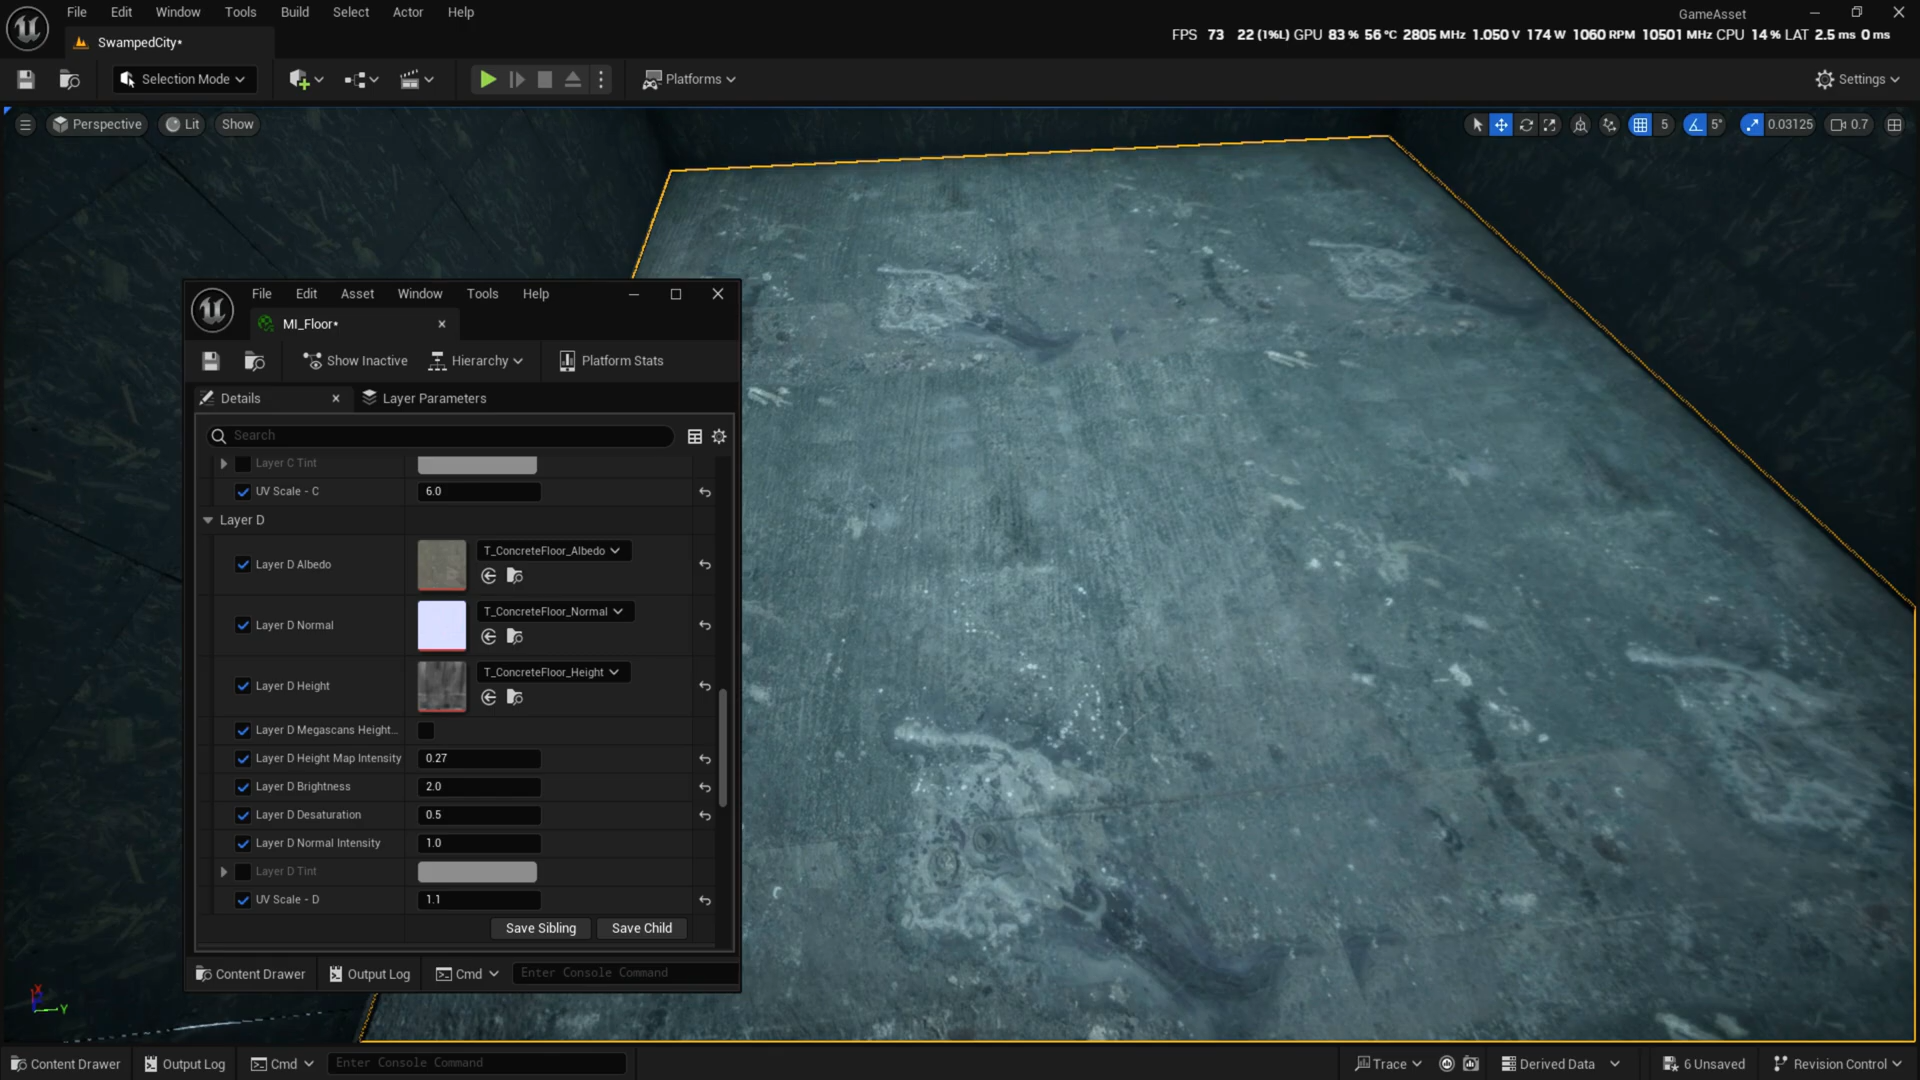 File Edit Window Tools Build Select Actor Help
GameAsset
SwampedCity*
FPS 73 22 (1%L) GPU 83 % 56 °C 2805 MHz 1.050 V 174 W 1060 RPM 10501 MHz CPU 14 % LAT 2.5 ms 0 ms
Selection Mode
Platforms
Settings
Perspective Lit Show
5 5° 0.03125 0.7
File Edit Asset Window Tools Help
MI_Floor*
Show Inactive Hierarchy Platform Stats
Details Layer Parameters
Search
Layer C Tint
UV Scale - C 6.0
Layer D
Layer D Albedo T_ConcreteFloor_Albedo
Layer D Normal T_ConcreteFloor_Normal
Layer D Height T_ConcreteFloor_Height
Layer D Megascans Height...
Layer D Height Map Intensity 0.27
Layer D Brightness 2.0
Layer D Desaturation 0.5
Layer D Normal Intensity 1.0
Layer D Tint
UV Scale - D 1.1
Save Sibling Save Child
Content Drawer Output Log Cmd Enter Console Command
X Y
Content Drawer Output Log Cmd Enter Console Command
Trace Derived Data 6 Unsaved Revision Control